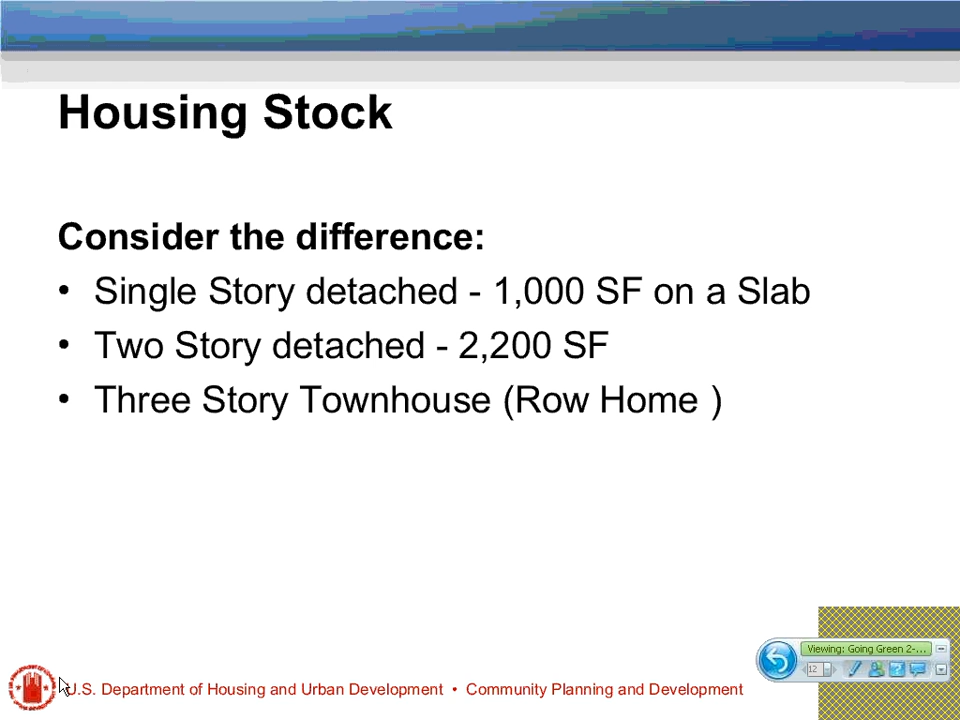 Housing Stock
Consider the difference:
• Single Story detached - 1,000 SF on a Slab
• Two Story detached - 2,200 SF
• Three Story Townhouse (Row Home )
Viewing: Going Green 2-...
12
U.S. Department of Housing and Urban Development • Community Planning and Development